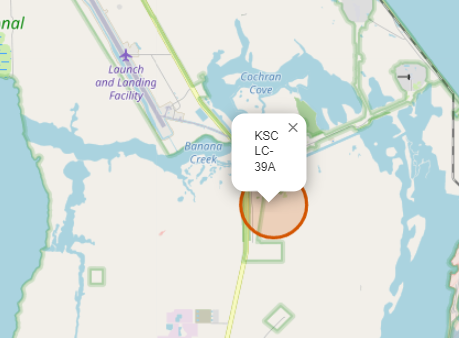 nal
Launch
and Landing
Facility
Cochran
Cove
Banana
Creek
×
KSC
LC-
39A